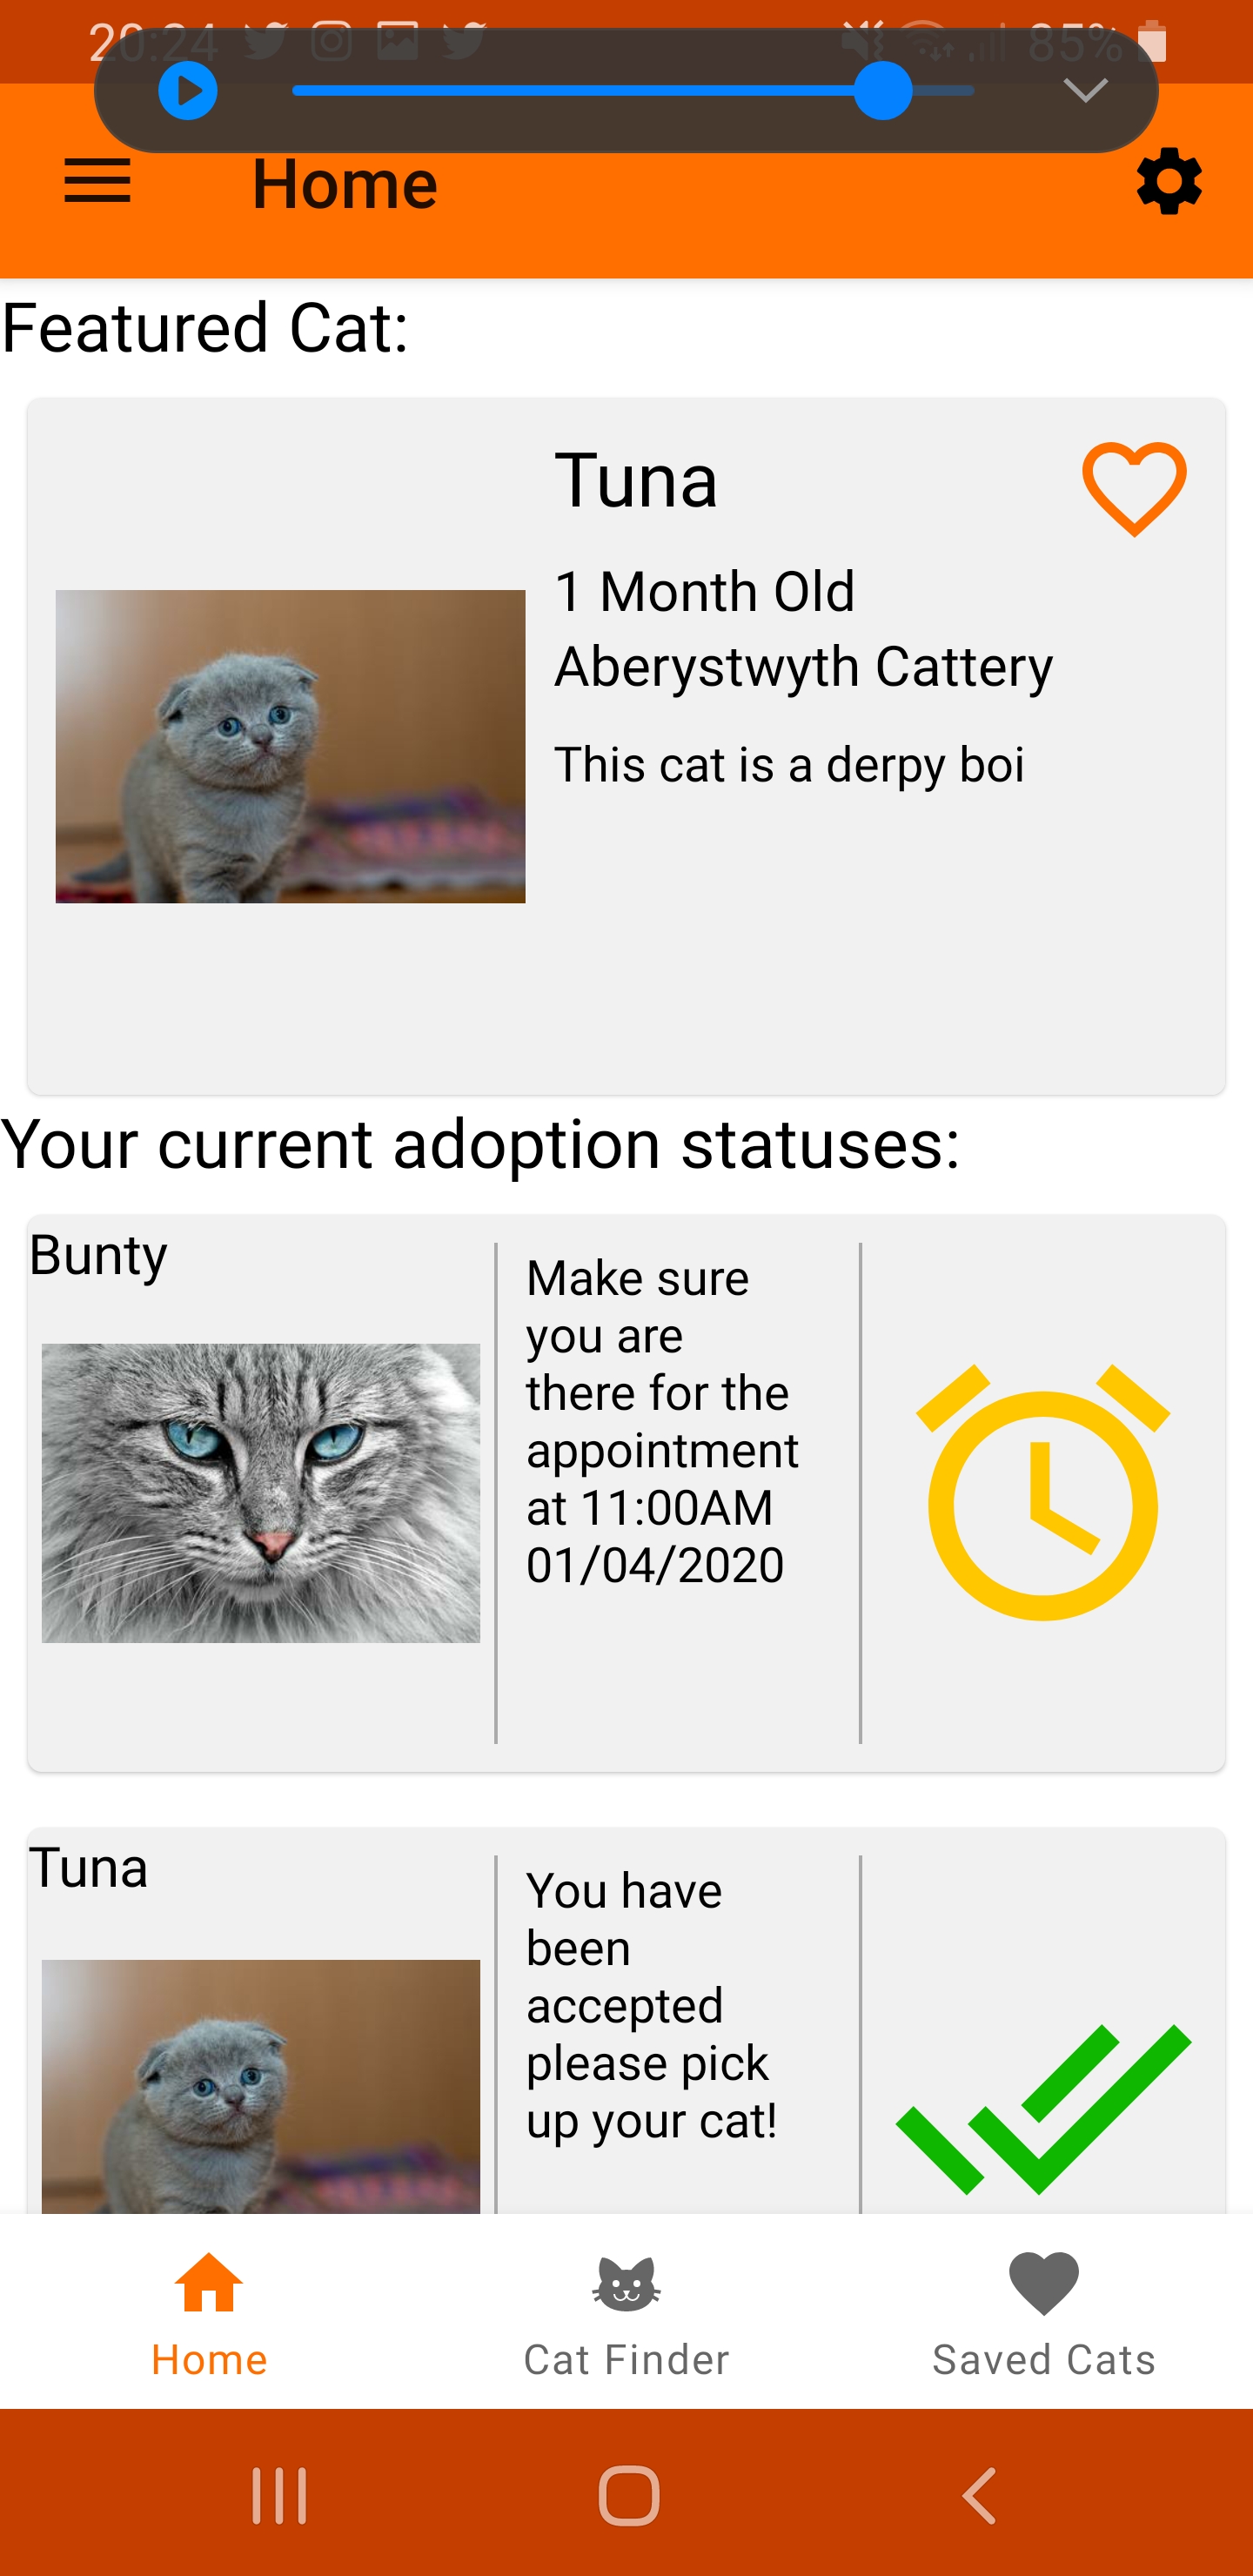 20:24 85%
Home
Featured Cat:
Tuna
1 Month Old
Aberystwyth Cattery
This cat is a derpy boi
Your current adoption statuses:
Bunty
Make sure
you are
there for the
appointment
at 11:00AM
01/04/2020
Tuna
You have
been
accepted
please pick
up your cat!
Home Cat Finder Saved Cats